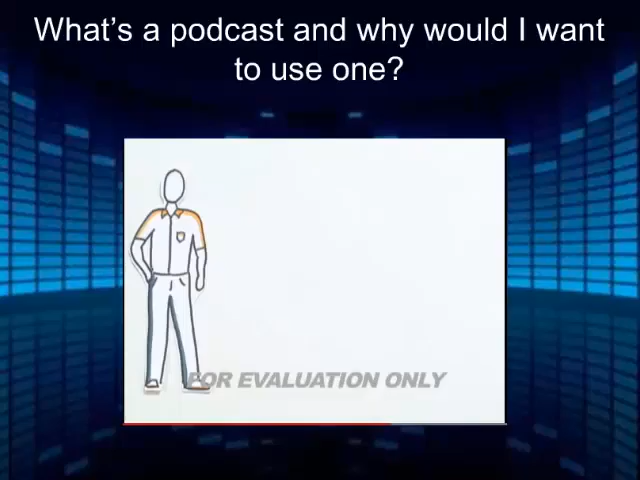 What’s a podcast and why would I want
to use one?
FOR EVALUATION ONLY